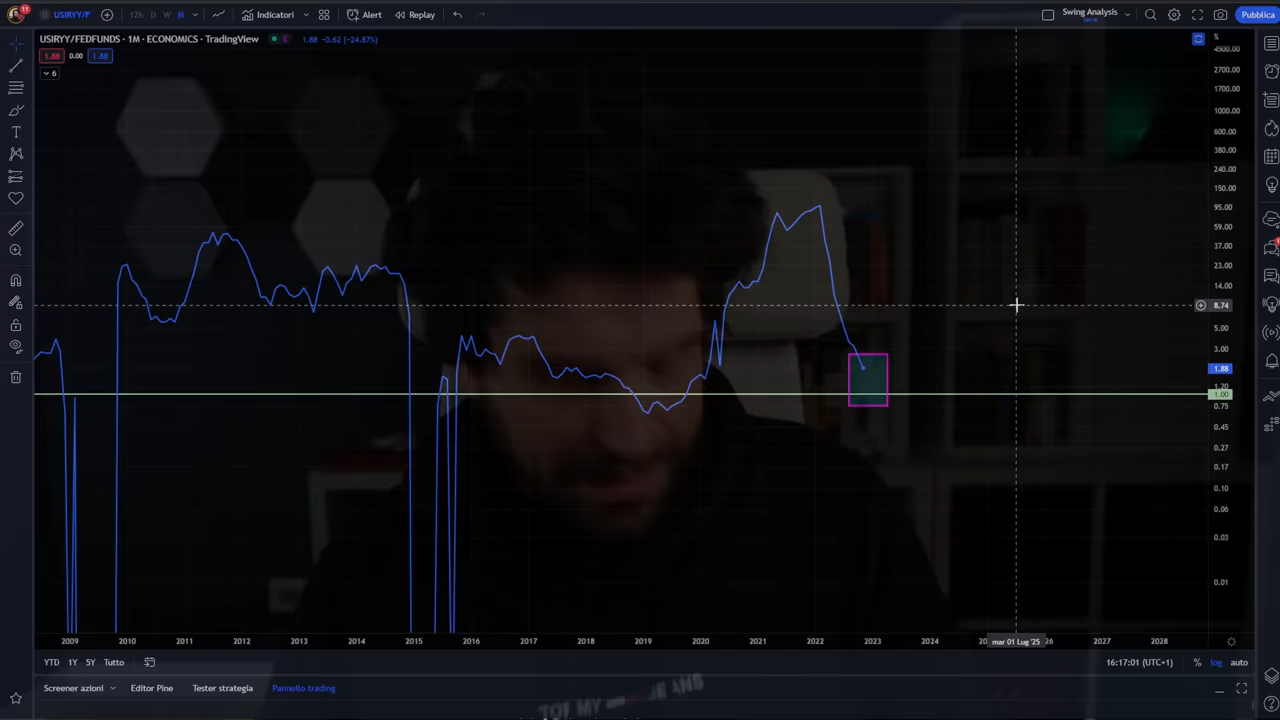 11
USIRYY/F
12h D W M
Indicatori
Alert
Replay
Swing Analysis
Salva
Pubblica
USIRYY/FEDFUNDS · 1M · ECONOMICS · TradingView
1.88 −0.62 (−24.87%)
1.88 0.00 1.88
6
%
4500.00
2700.00
1700.00
1000.00
600.00
380.00
240.00
150.00
95.00
59.00
37.00
23.00
14.00
8.74
5.00
3.00
1.88
1.20
1.00
0.75
0.45
0.27
0.17
0.10
0.06
0.03
0.01
2009 2010 2011 2012 2013 2014 2015 2016 2017 2018 2019 2020 2021 2022 2023 2024 mar 01 Lug '25 26 2027 2028
YTD 1Y 5Y Tutto
16:17:01 (UTC+1) % log auto
Screener azioni Editor Pine Tester strategia Pannello trading